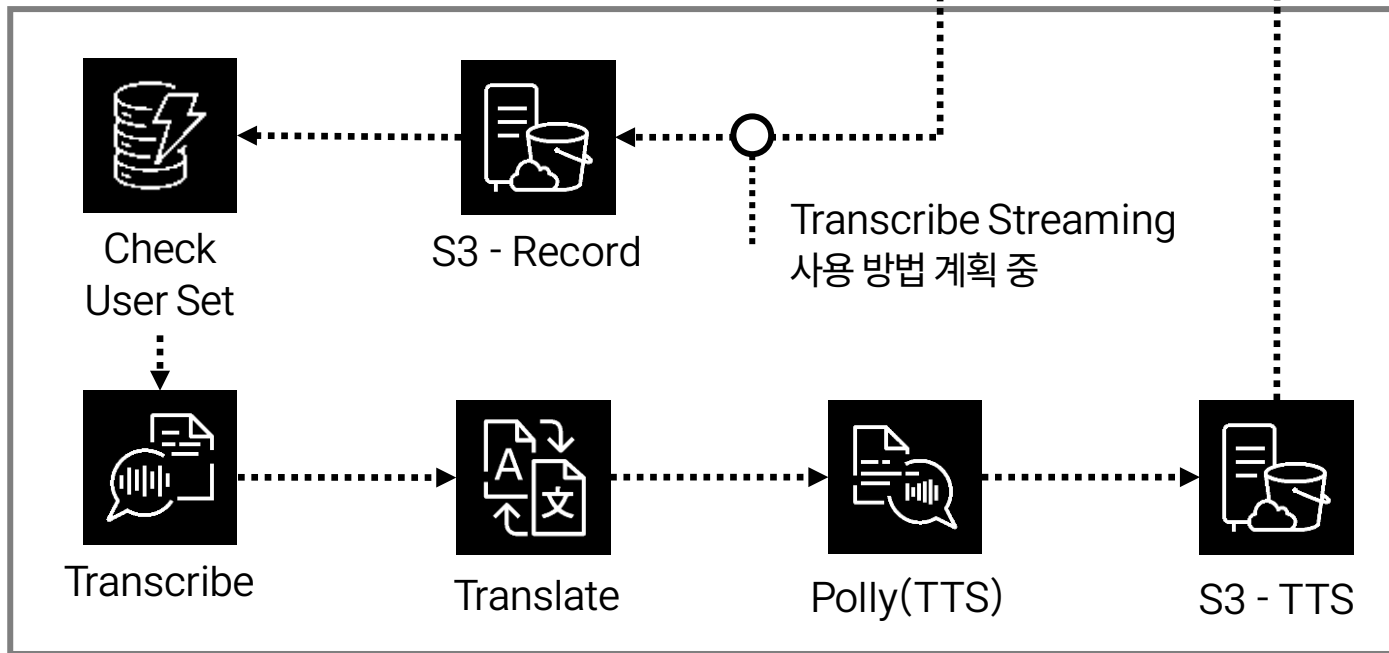 Check
User Set
S3 - Record
Transcribe Streaming
사용 방법 계획 중
Transcribe
Translate
Polly(TTS)
S3 - TTS